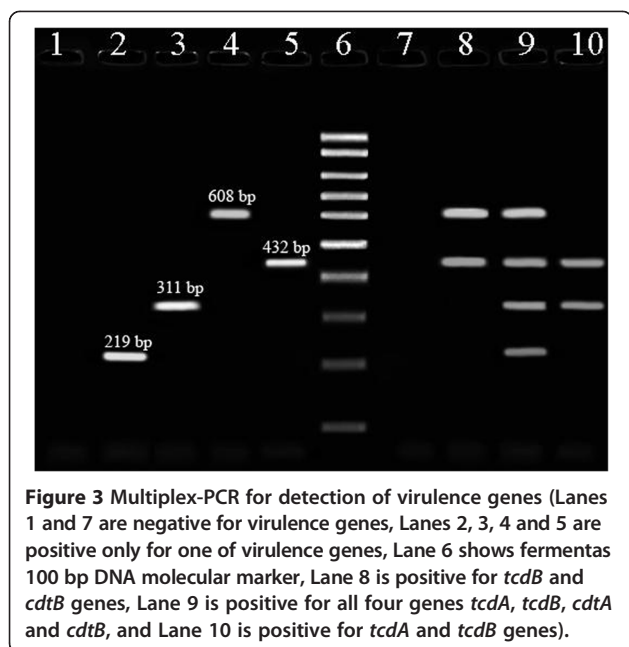 1 2 3 4 5 6 7 8 9 10
608 bp
432 bp
311 bp
219 bp
Figure 3 Multiplex-PCR for detection of virulence genes (Lanes
1 and 7 are negative for virulence genes, Lanes 2, 3, 4 and 5 are
positive only for one of virulence genes, Lane 6 shows fermentas
100 bp DNA molecular marker, Lane 8 is positive for tcdB and
cdtB genes, Lane 9 is positive for all four genes tcdA, tcdB, cdtA
and cdtB, and Lane 10 is positive for tcdA and tcdB genes).